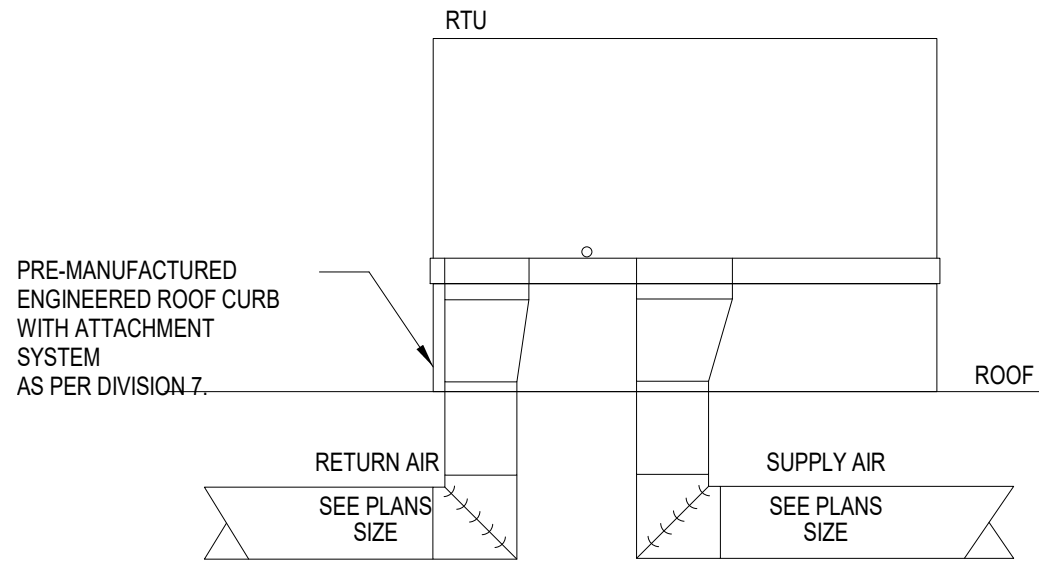 RTU
PRE-MANUFACTURED
ENGINEERED ROOF CURB
WITH ATTACHMENT
SYSTEM
AS PER DIVISION 7.
ROOF
RETURN AIR
SUPPLY AIR
SEE PLANS
SIZE
SEE PLANS
SIZE